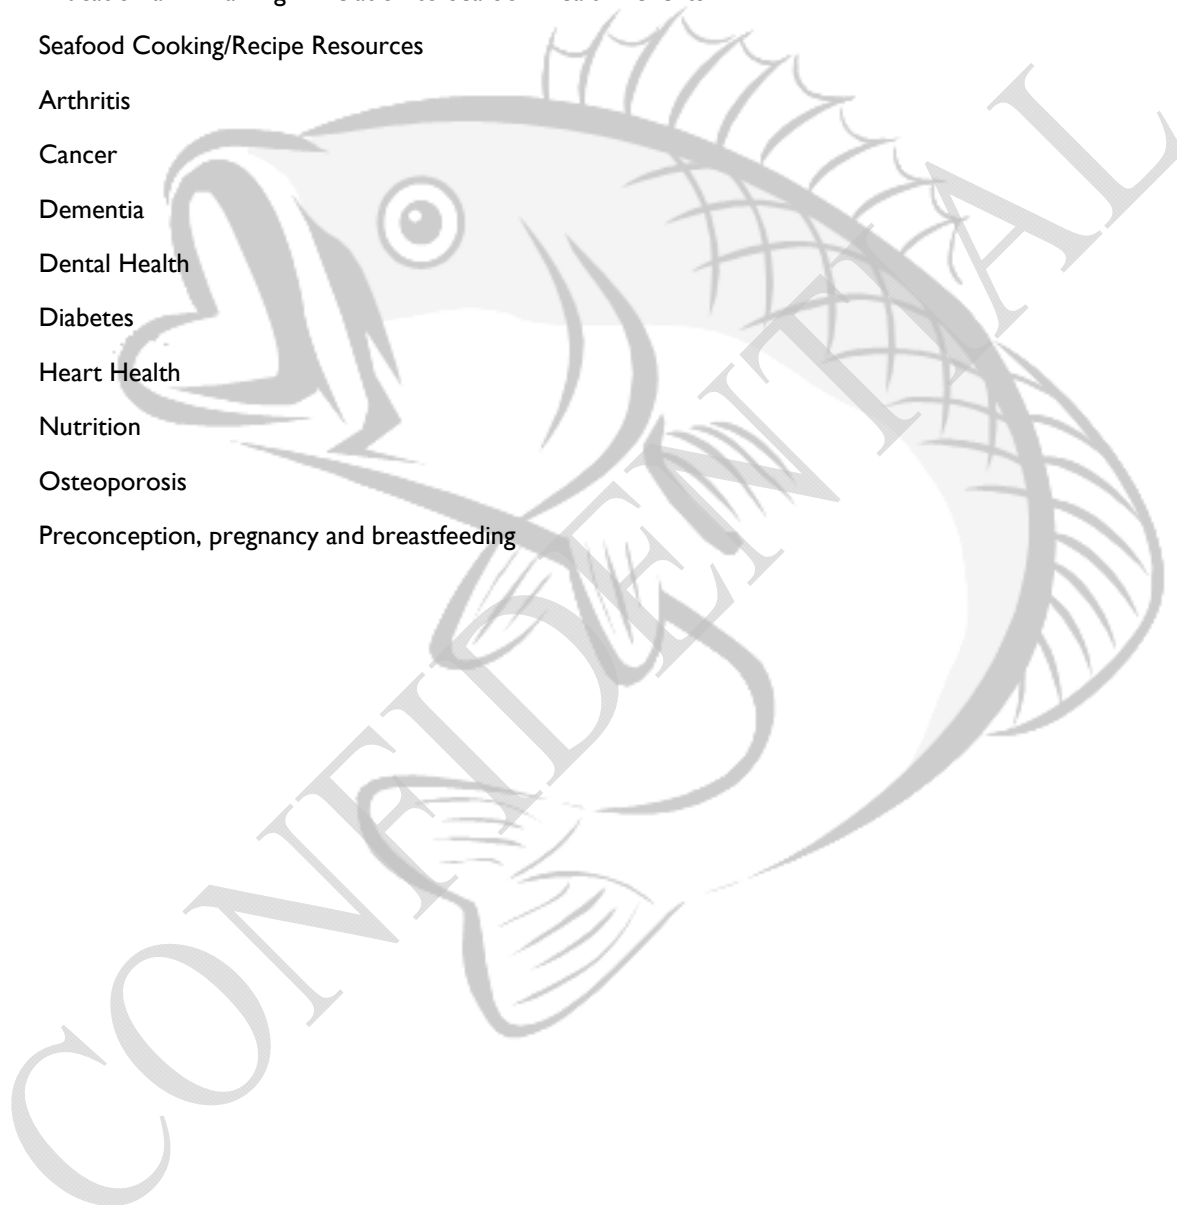 Seafood Cooking/Recipe Resources
Arthritis
Cancer
Dementia
Dental Health
Diabetes
Heart Health
Nutrition
Osteoporosis
Preconception, pregnancy and breastfeeding
CONFIDENTIAL